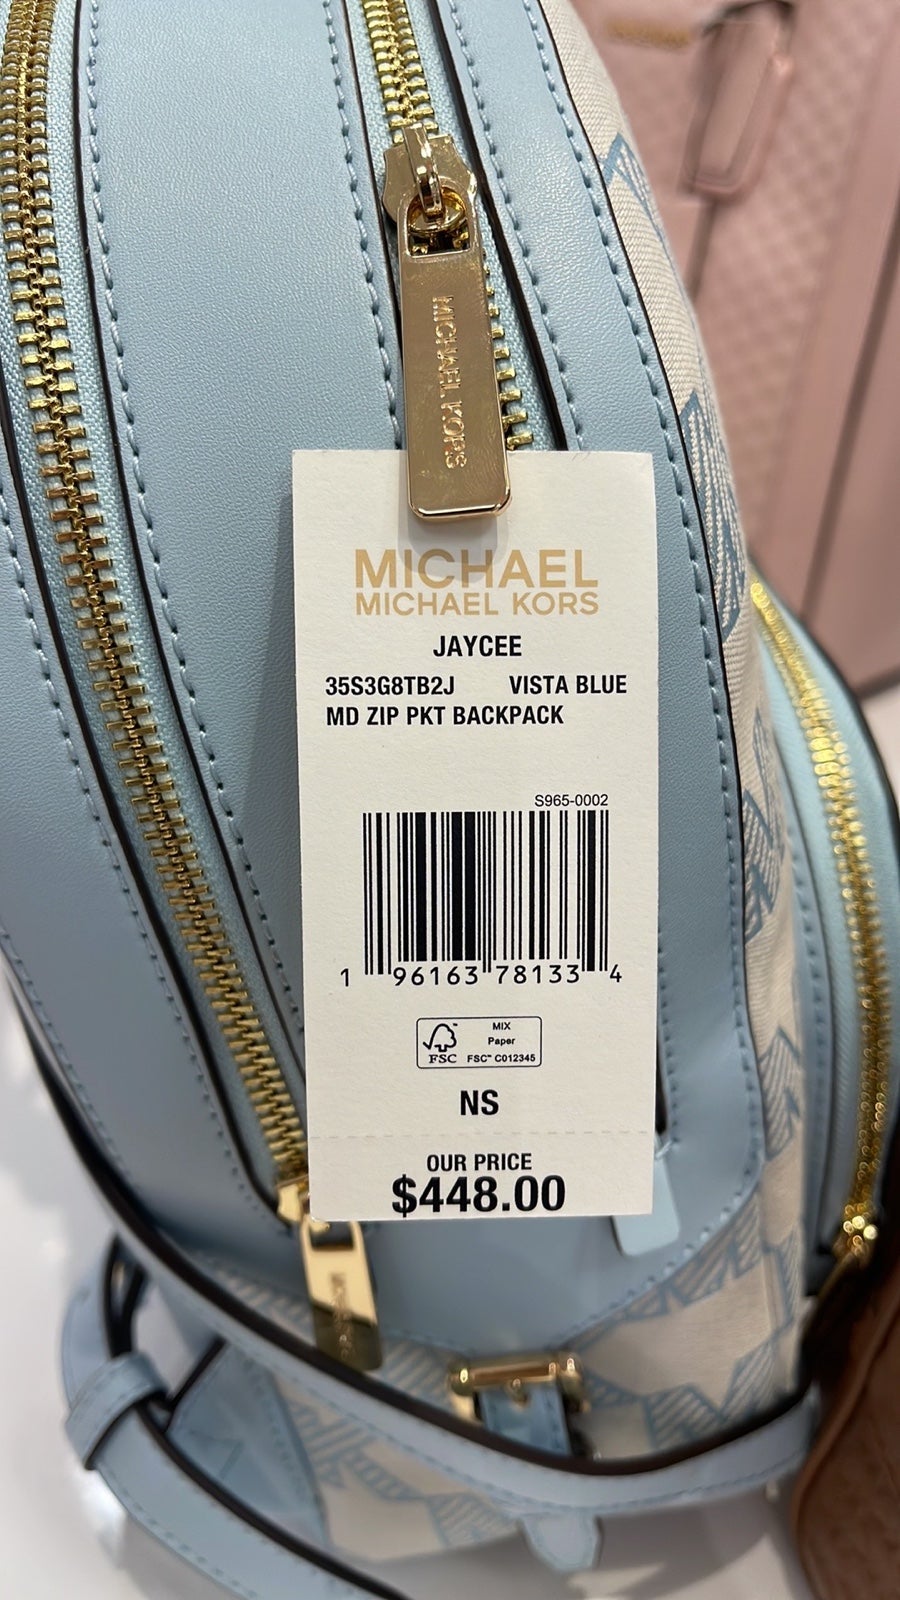 MICHAEL KORS
MICHAEL
MICHAEL KORS
JAYCEE
35S3G8TB2J VISTA BLUE
MD ZIP PKT BACKPACK
S965-0002
1 96163 78133 4
FSC
MIX
Paper
FSC™ C012345
NS
OUR PRICE
$448.00